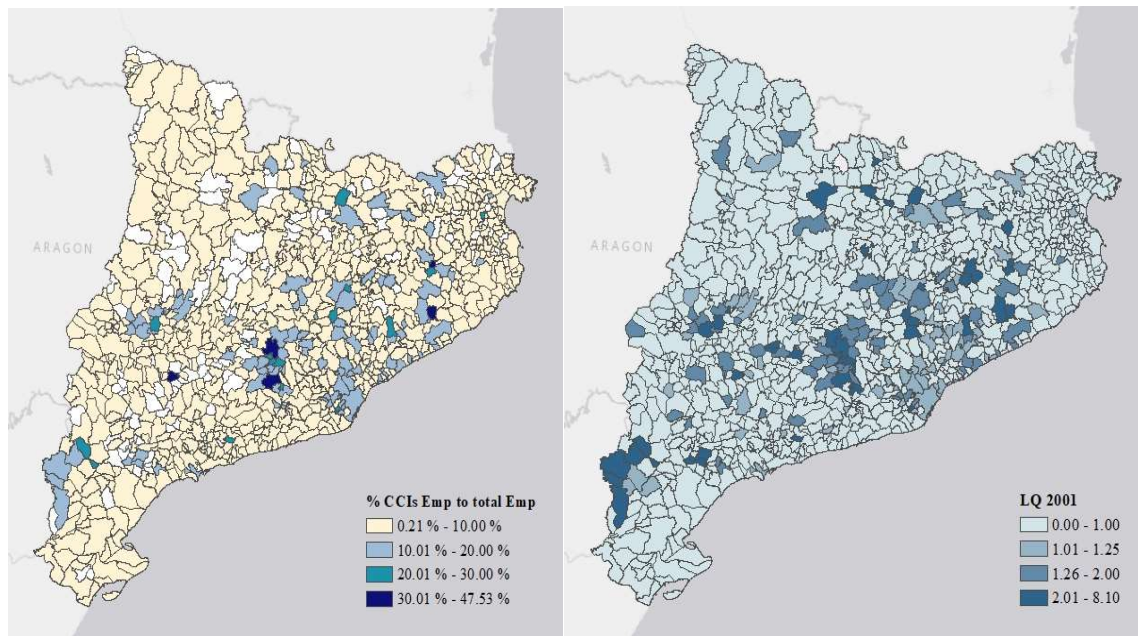 ARAGON
% CCIs Emp to total Emp
0.21 % - 10.00 %
10.01 % - 20.00 %
20.01 % - 30.00 %
30.01 % - 47.53 %
ARAGON
LQ 2001
0.00 - 1.00
1.01 - 1.25
1.26 - 2.00
2.01 - 8.10